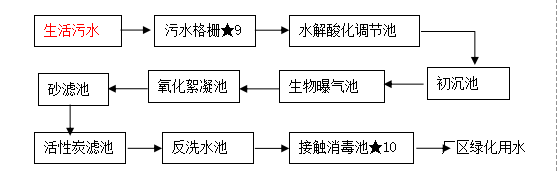 生活污水
污水格栅★9
水解酸化调节池
初沉池
生物曝气池
氧化絮凝池
砂滤池
活性炭滤池
反洗水池
接触消毒池★10
厂区绿化用水